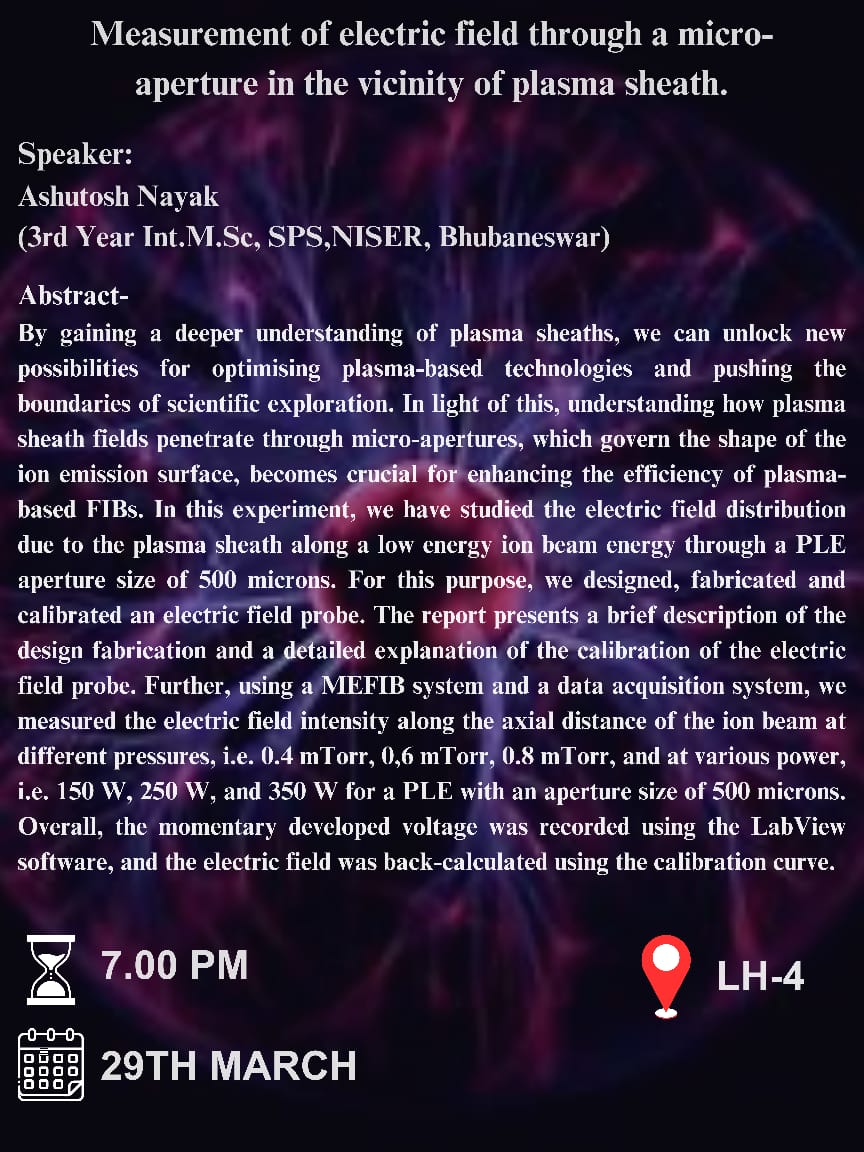 Measurement of electric field through a micro-
aperture in the vicinity of plasma sheath.
Speaker:
Ashutosh Nayak
(3rd Year Int.M.Sc, SPS,NISER, Bhubaneswar)
Abstract-
By gaining a deeper understanding of plasma sheaths, we can unlock new
possibilities for optimising plasma-based technologies and pushing the
boundaries of scientific exploration. In light of this, understanding how plasma
sheath fields penetrate through micro-apertures, which govern the shape of the
ion emission surface, becomes crucial for enhancing the efficiency of plasma-
based FIBs. In this experiment, we have studied the electric field distribution
due to the plasma sheath along a low energy ion beam energy through a PLE
aperture size of 500 microns. For this purpose, we designed, fabricated and
calibrated an electric field probe. The report presents a brief description of the
design fabrication and a detailed explanation of the calibration of the electric
field probe. Further, using a MEFIB system and a data acquisition system, we
measured the electric field intensity along the axial distance of the ion beam at
different pressures, i.e. 0.4 mTorr, 0,6 mTorr, 0.8 mTorr, and at various power,
i.e. 150 W, 250 W, and 350 W for a PLE with an aperture size of 500 microns.
Overall, the momentary developed voltage was recorded using the LabView
software, and the electric field was back-calculated using the calibration curve.
7.00 PM
LH-4
29TH MARCH